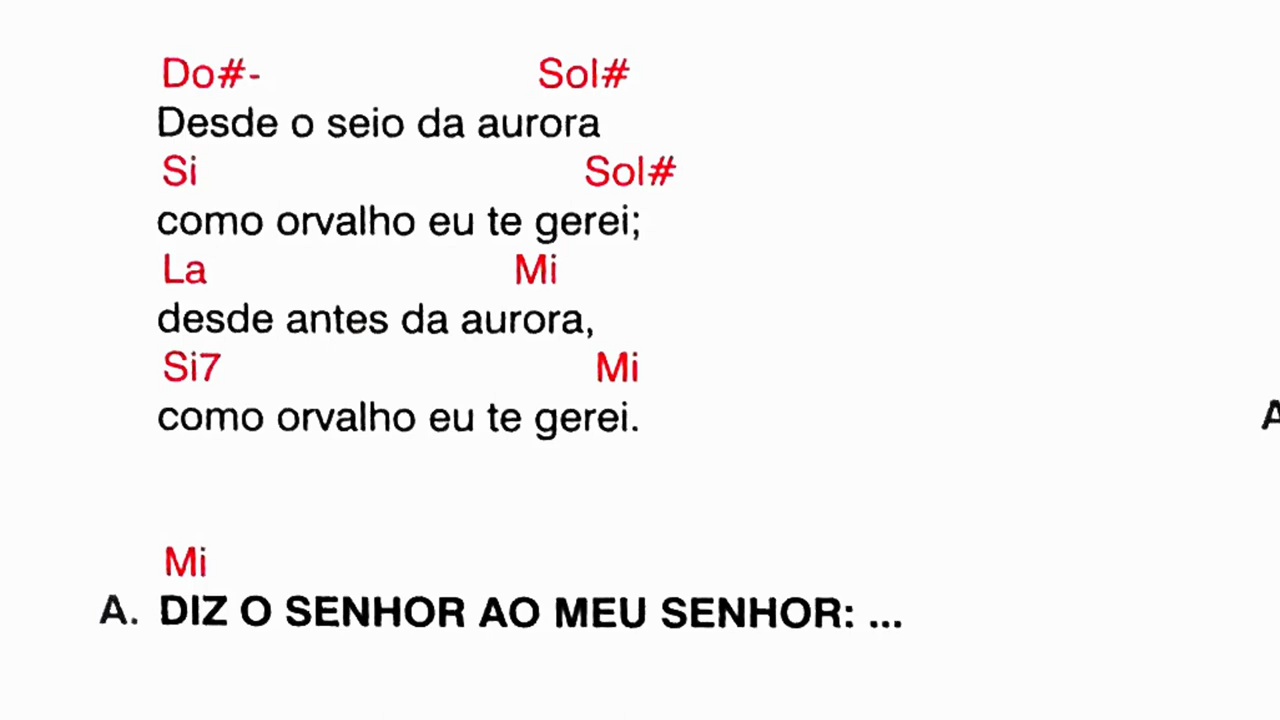 Do#- Sol#
Desde o seio da aurora
Si Sol#
como orvalho eu te gerei;
La Mi
desde antes da aurora,
Si7 Mi
como orvalho eu te gerei.
A
Mi
A. DIZ O SENHOR AO MEU SENHOR: ...